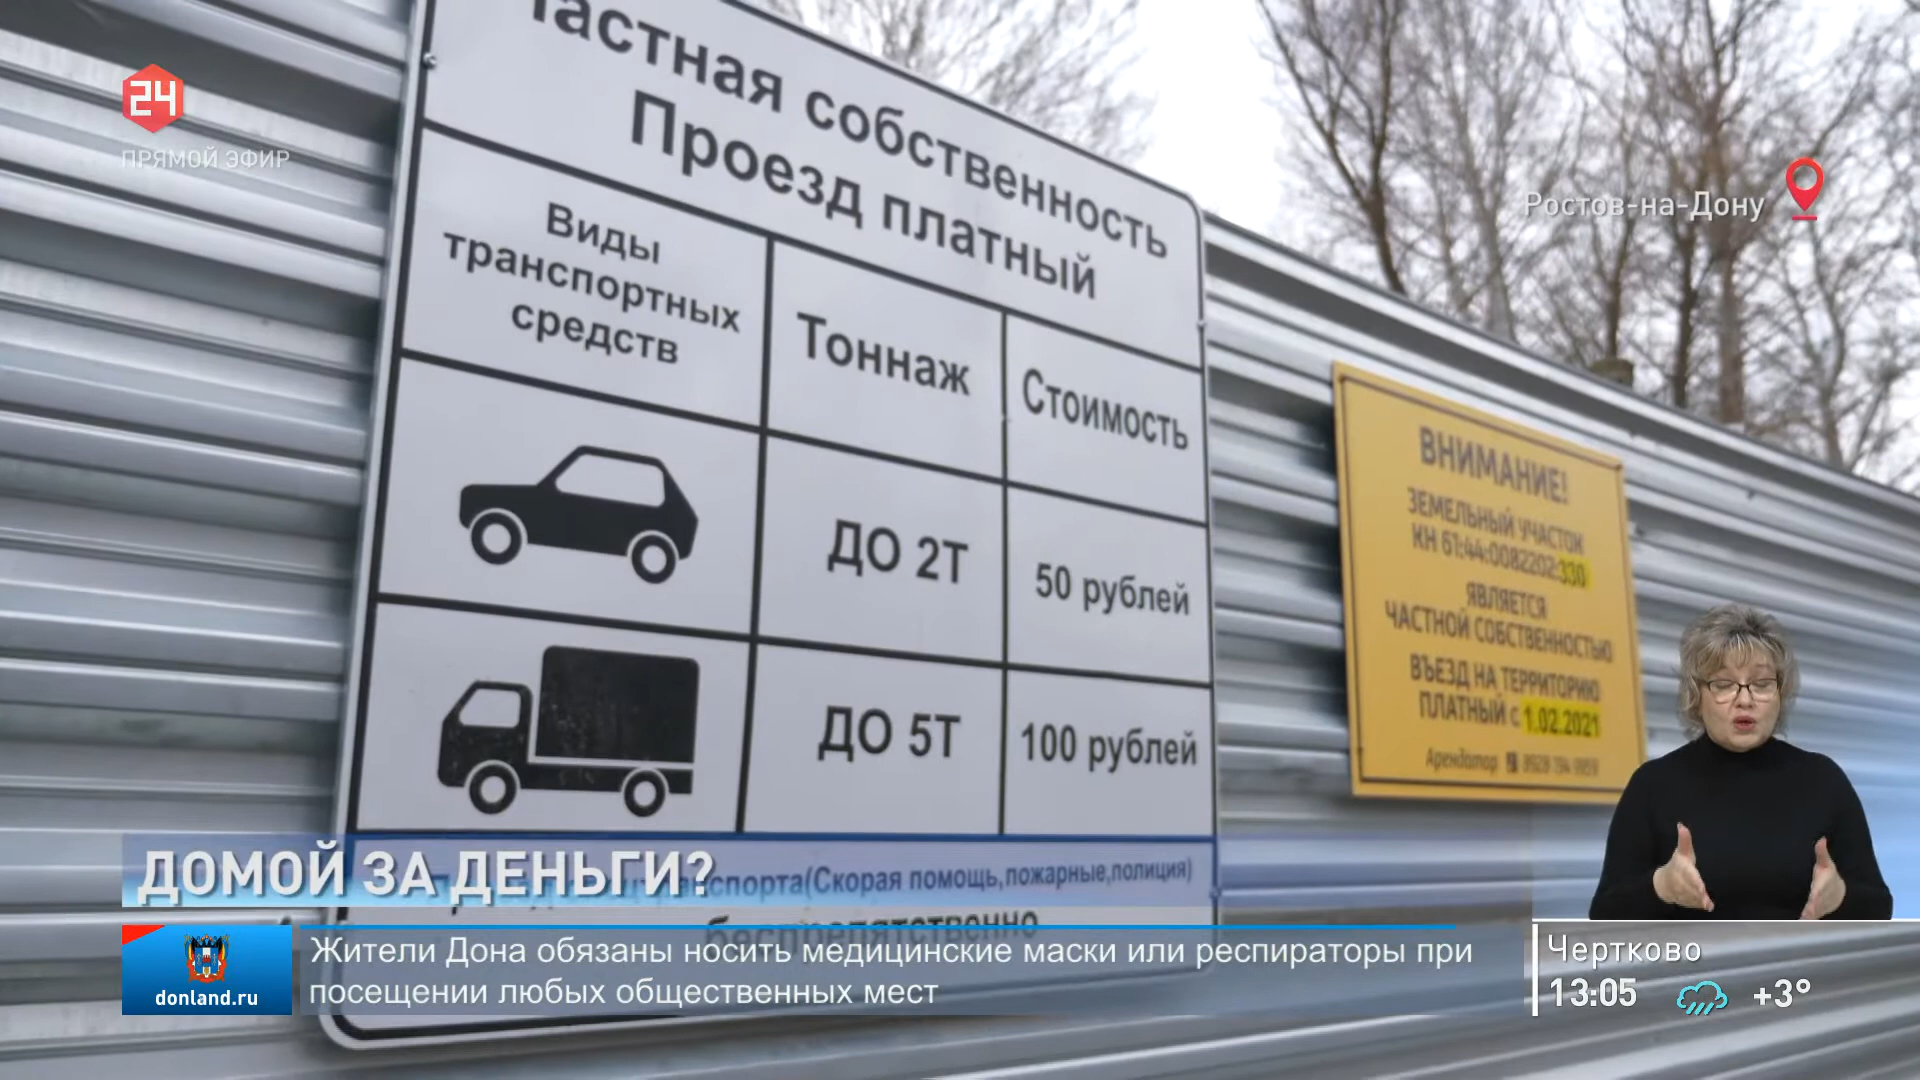 24
ПРЯМОЙ ЭФИР
Ростов-на-Дону
частная собственность
Проезд платный
Виды
транспортных
средств
Тоннаж
Стоимость
ДО 2Т
50 рублей
ДО 5Т
100 рублей
(Скорая помощь,пожарные,полиция)
беспрепятственно
ВНИМАНИЕ!
ЗЕМЕЛЬНЫЙ УЧАСТОК
КН 61:44:0082202:330
ЯВЛЯЕТСЯ
ЧАСТНОЙ СОБСТВЕННОСТЬЮ
ВЪЕЗД НА ТЕРРИТОРИЮ
ПЛАТНЫЙ с 1.02.2021
Арендатор
ДОМОЙ ЗА ДЕНЬГИ?
donland.ru
Жители Дона обязаны носить медицинские маски или респираторы при
посещении любых общественных мест
Чертково
13:05
+3°